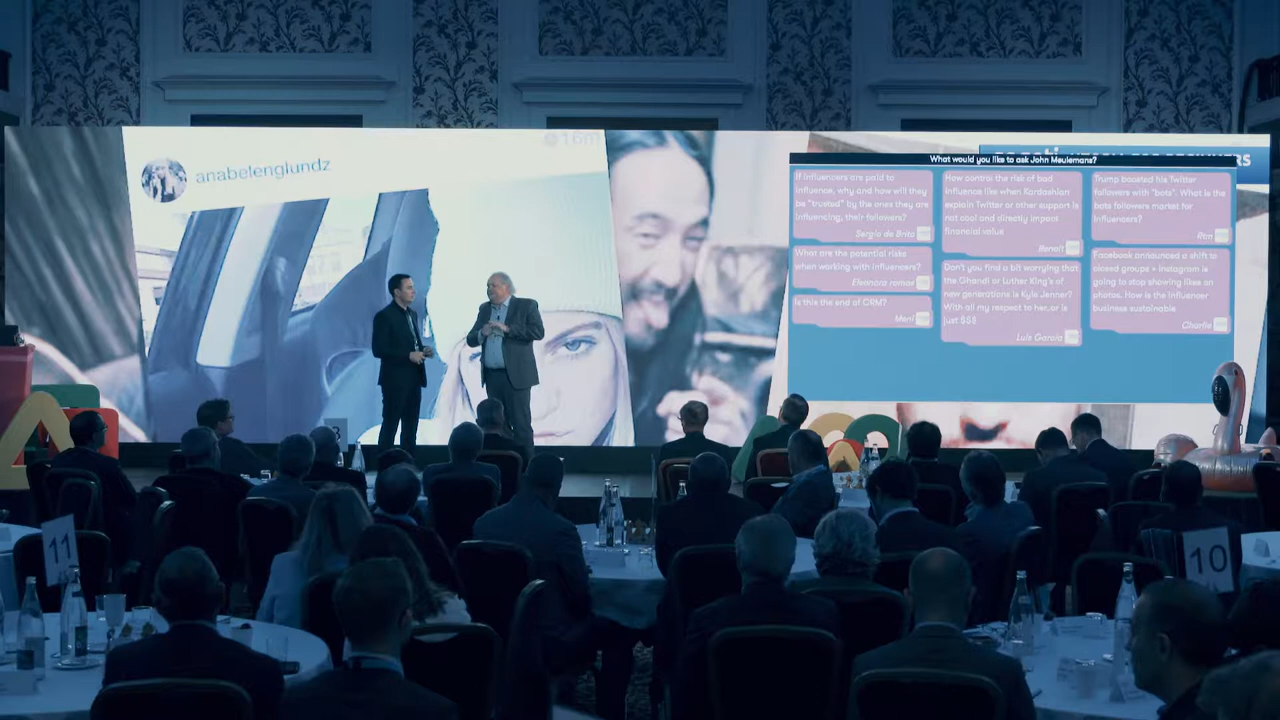 16m
anabelenglundz
RS
What would you like to ask John Meulemans?
If influencers are paid to
influence, why and how will they
be "trusted" by the ones they are
influencing, their followers?
Sergio de Brito
What are the potential risks
when working with influencers?
Eleonora romas
Is this the end of CRM?
Meri
How control the risk of bad
influence like when Kardashian
explain Twitter or other support is
not cool and directly impact
financial value
Benoit
Don't you find a bit worrying that
the Ghandi or Luther King's of
new generations is Kyle Jenner?
With all my respect to her..or is
just $$$
Luis Garcia
Trump boosted his Twitter
followers with "bots". What is the
bots followers market for
influencers?
Rim
Facebook announced a shift to
closed groups + instagram is
going to stop showing likes on
photos. How is the influencer
business sustainable
Charlie
11
10